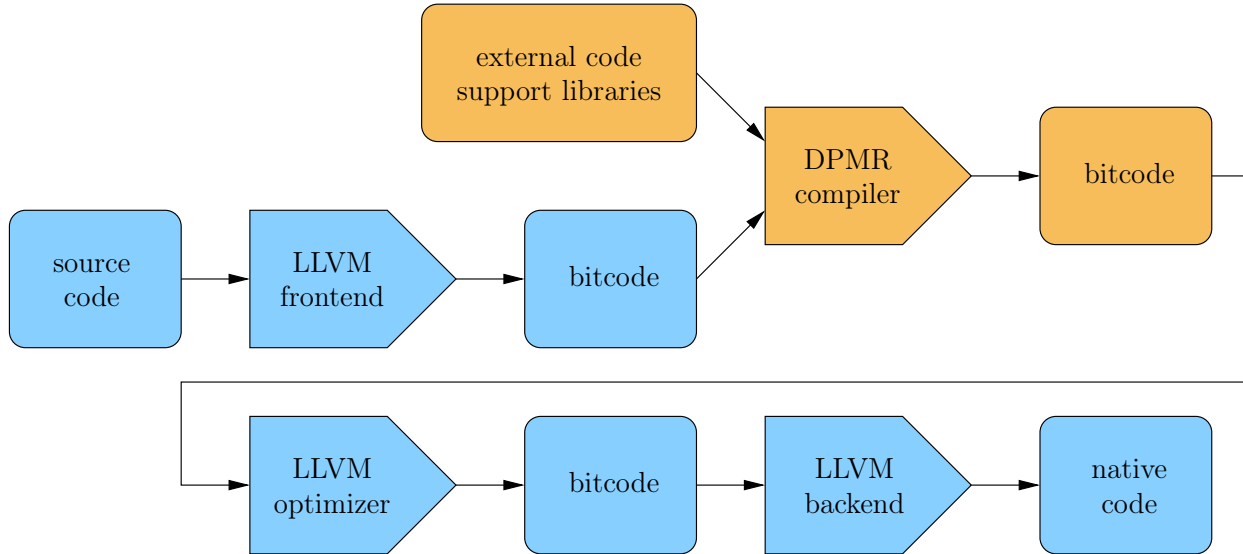 external code
support libraries
DPMR
compiler
bitcode
source
code
LLVM
frontend
bitcode
LLVM
optimizer
bitcode
LLVM
backend
native
code